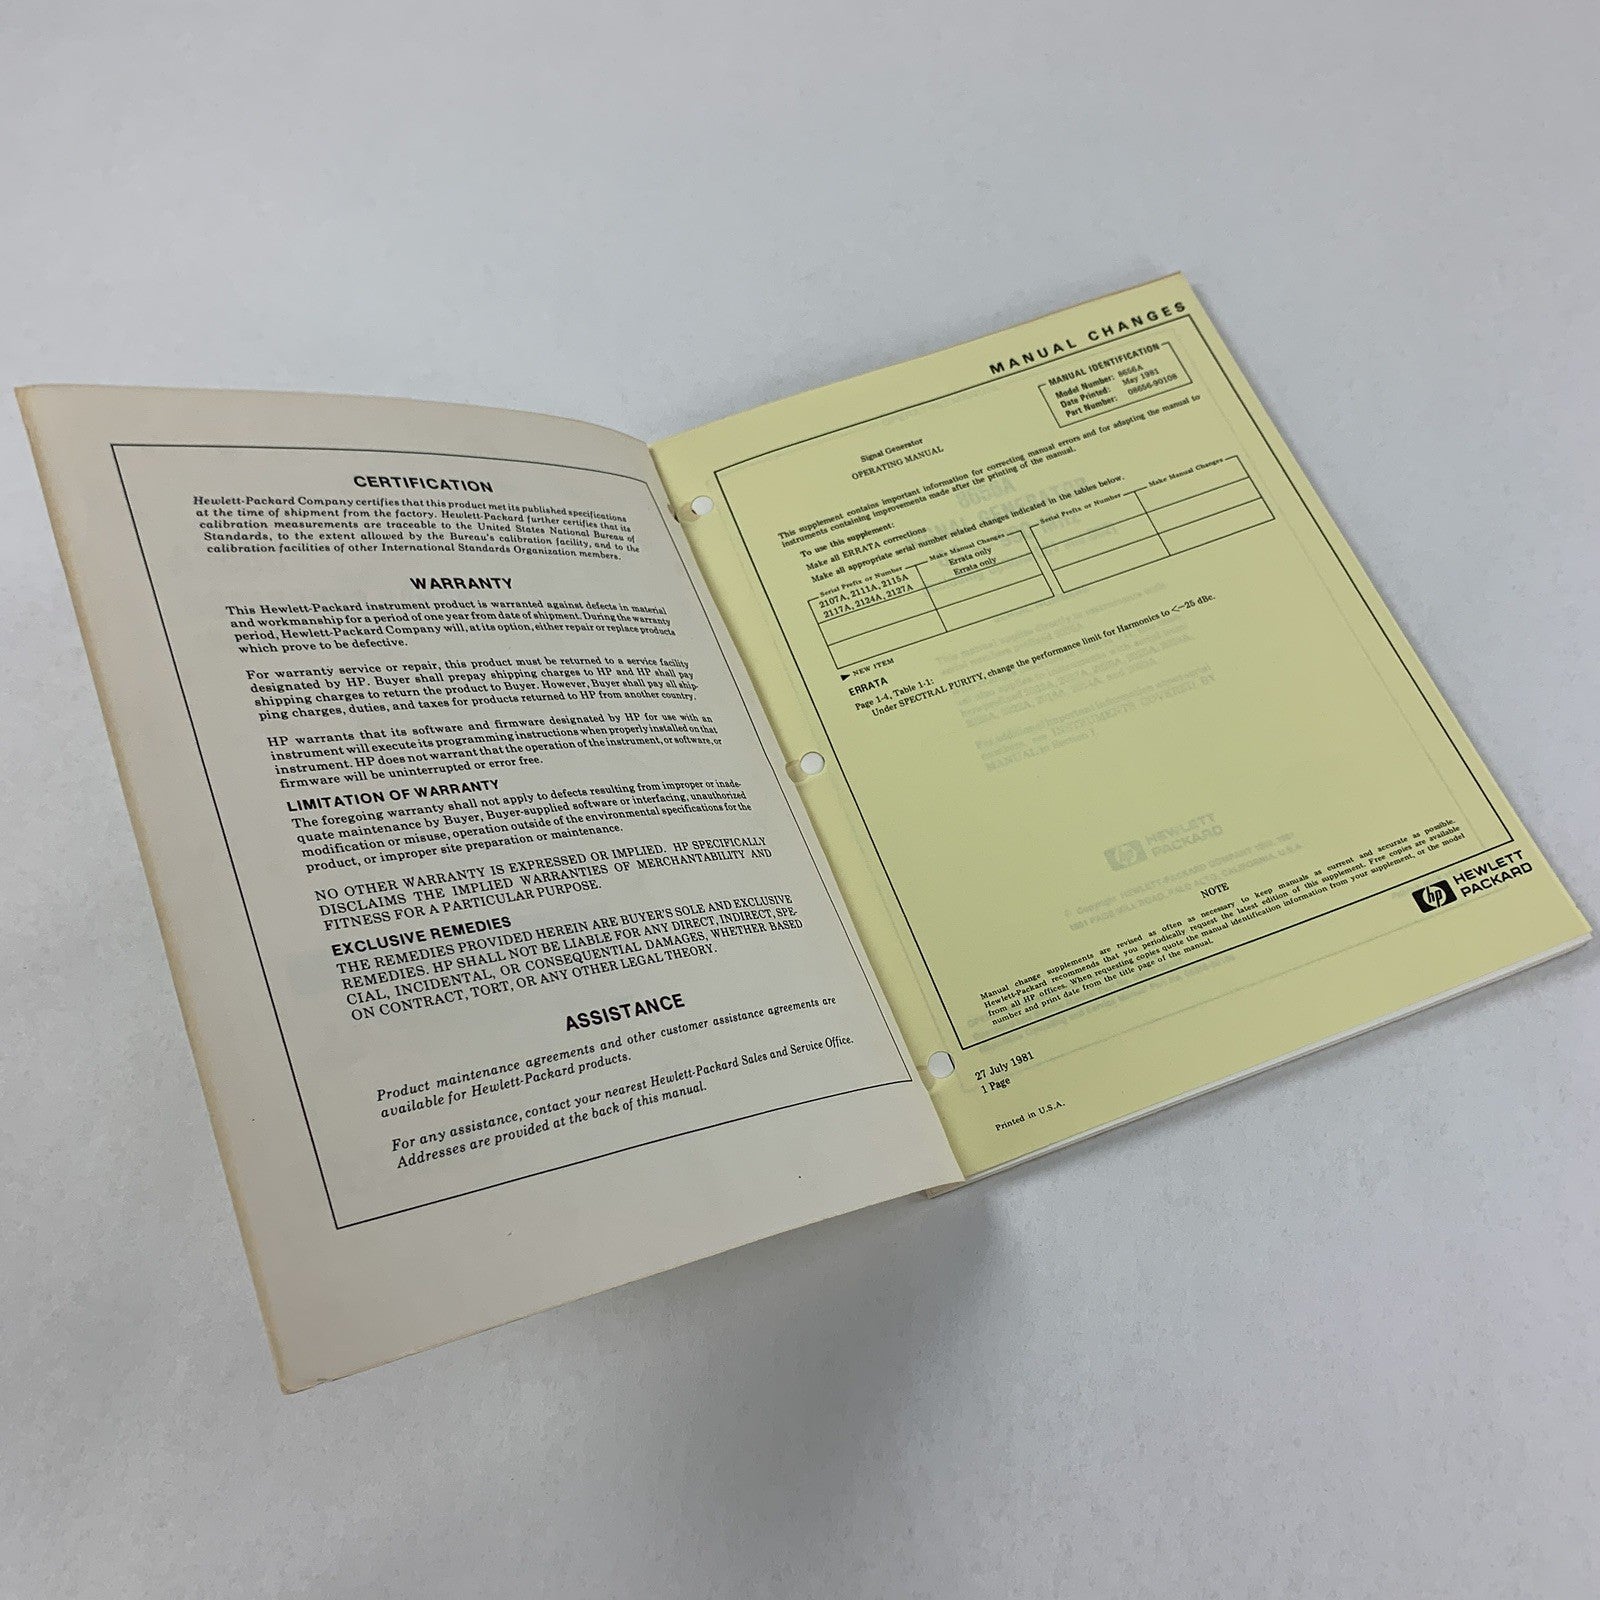 CERTIFICATION
Hewlett-Packard Company certifies that this product met its published specifications
at the time of shipment from the factory. Hewlett-Packard further certifies that its
calibration measurements are traceable to the United States National Bureau of
Standards, to the extent allowed by the Bureau's calibration facility, and to the
calibration facilities of other International Standards Organization members.
WARRANTY
This Hewlett-Packard instrument product is warranted against defects in material
and workmanship for a period of one year from date of shipment. During the warranty
period, Hewlett-Packard Company will, at its option, either repair or replace products
which prove to be defective.
For warranty service or repair, this product must be returned to a service facility
designated by HP. Buyer shall prepay shipping charges to HP and HP shall pay
shipping charges to return the product to Buyer. However, Buyer shall pay all ship-
ping charges, duties, and taxes for products returned to HP from another country.
HP warrants that its software and firmware designated by HP for use with an
instrument will execute its programming instructions when properly installed on that
instrument. HP does not warrant that the operation of the instrument, or software, or
firmware will be uninterrupted or error free.
LIMITATION OF WARRANTY
The foregoing warranty shall not apply to defects resulting from improper or inade-
quate maintenance by Buyer, Buyer-supplied software or interfacing, unauthorized
modification or misuse, operation outside of the environmental specifications for the
product, or improper site preparation or maintenance.
NO OTHER WARRANTY IS EXPRESSED OR IMPLIED. HP SPECIFICALLY
DISCLAIMS THE IMPLIED WARRANTIES OF MERCHANTABILITY AND
FITNESS FOR A PARTICULAR PURPOSE.
EXCLUSIVE REMEDIES
THE REMEDIES PROVIDED HEREIN ARE BUYER'S SOLE AND EXCLUSIVE
REMEDIES. HP SHALL NOT BE LIABLE FOR ANY DIRECT, INDIRECT, SPE-
CIAL, INCIDENTAL, OR CONSEQUENTIAL DAMAGES, WHETHER BASED
ON CONTRACT, TORT, OR ANY OTHER LEGAL THEORY.
ASSISTANCE
Product maintenance agreements and other customer assistance agreements are
available for Hewlett-Packard products.
For any assistance, contact your nearest Hewlett-Packard Sales and Service Office.
Addresses are provided at the back of this manual.
MANUAL CHANGES
MANUAL IDENTIFICATION
Model Number: 8656A
Date Printed: May 1981
Part Number: 08656-90108
Signal Generator
OPERATING MANUAL
This supplement contains important information for correcting manual errors and for adapting the manual to
instruments containing improvements made after the printing of the manual.
To use this supplement:
Make all ERRATA corrections
Make all appropriate serial number related changes indicated in the tables below.
Serial Prefix or Number Make Manual Changes Serial Prefix or Number Make Manual Changes
2107A, 2111A, 2115A Errata only
2117A, 2124A, 2127A Errata only
► NEW ITEM
ERRATA
Page 1-4, Table 1.1:
Under SPECTRAL PURITY, change the performance limit for Harmonics to <-25 dBc.
NOTE
Manual change supplements are revised as often as necessary to keep manuals as current and accurate as possible.
Hewlett-Packard recommends that you periodically request the latest edition of this supplement. Free copies are available
from all HP offices. When requesting copies quote the manual identification information from your supplement, or the model
number and print date from the title page of the manual.
27 July 1981
1 Page
Printed in U.S.A.
hp HEWLETT
PACKARD